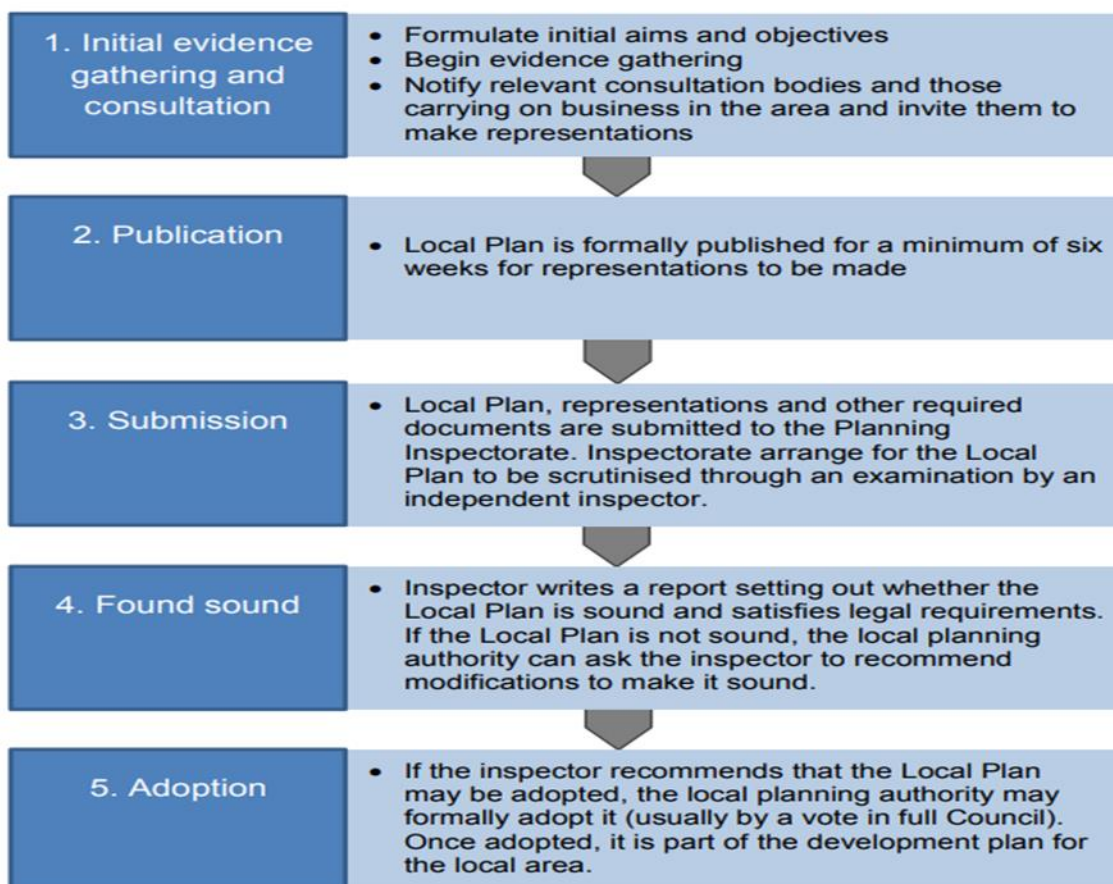 1. Initial evidence
gathering and
consultation
• Formulate initial aims and objectives
• Begin evidence gathering
• Notify relevant consultation bodies and those
carrying on business in the area and invite them to
make representations
2. Publication
• Local Plan is formally published for a minimum of six
weeks for representations to be made
3. Submission
• Local Plan, representations and other required
documents are submitted to the Planning
Inspectorate. Inspectorate arrange for the Local
Plan to be scrutinised through an examination by an
independent inspector.
4. Found sound
• Inspector writes a report setting out whether the
Local Plan is sound and satisfies legal requirements.
If the Local Plan is not sound, the local planning
authority can ask the inspector to recommend
modifications to make it sound.
5. Adoption
• If the inspector recommends that the Local Plan
may be adopted, the local planning authority may
formally adopt it (usually by a vote in full Council).
Once adopted, it is part of the development plan for
the local area.